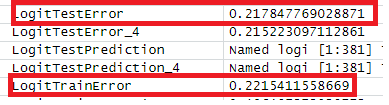 LogitTestError 0.217847769028871
LogitTestError_4 0.215223097112861
LogitTestPrediction Named logi [1:381]
LogitTestPrediction_4 Named logi [1:381]
LogitTrainError 0.2215411558669